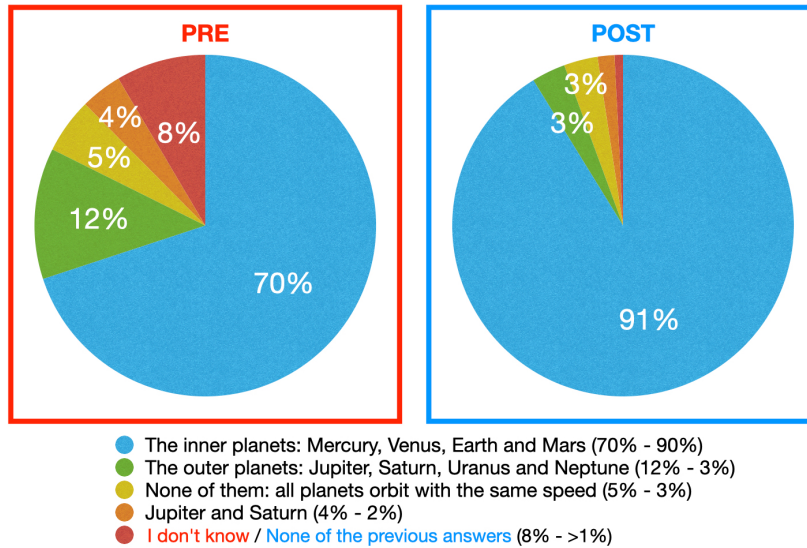 PRE
POST
4%
8%
5%
12%
70%
3%
3%
91%
The inner planets: Mercury, Venus, Earth and Mars (70% - 90%)
The outer planets: Jupiter, Saturn, Uranus and Neptune (12% - 3%)
None of them: all planets orbit with the same speed (5% - 3%)
Jupiter and Saturn (4% - 2%)
I don't know / None of the previous answers (8% - >1%)